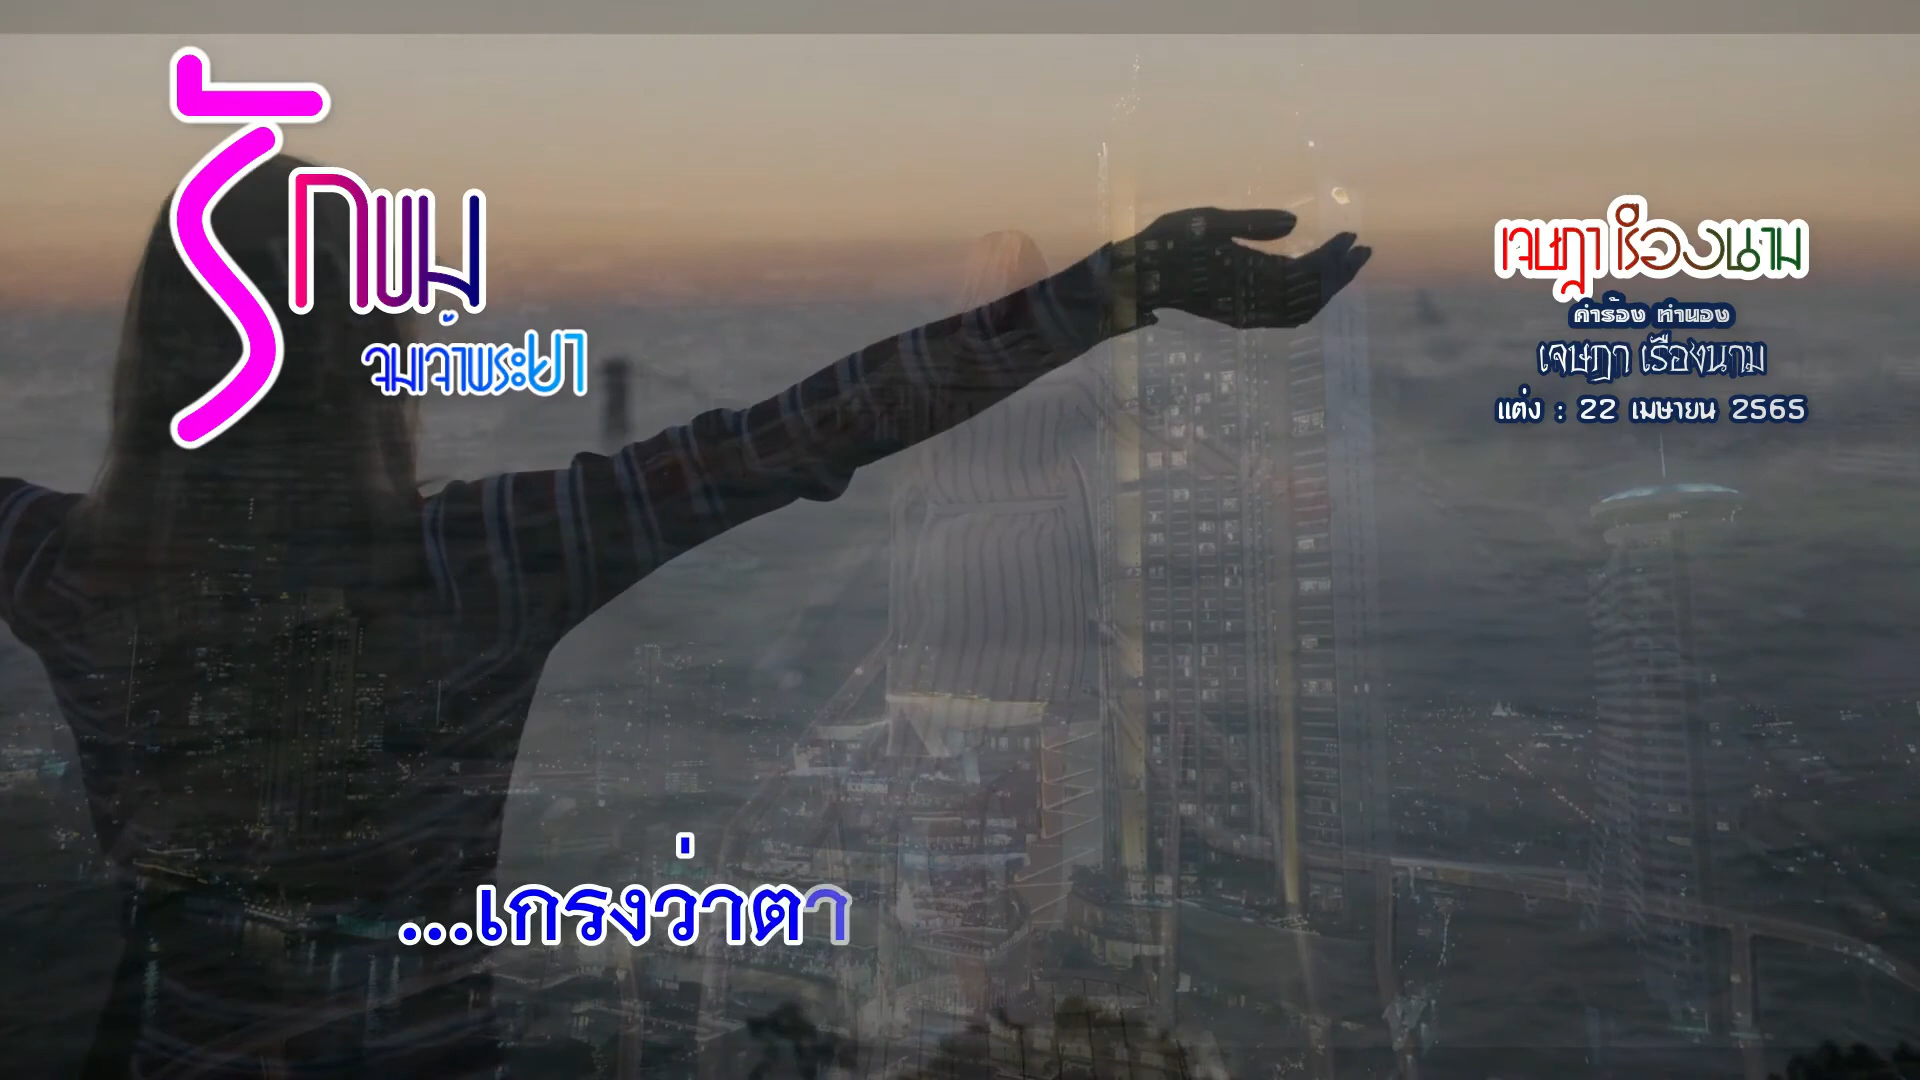 รักขม
จมเจ้าพระยา
เจษฎา เรืองนาม
คำร้อง ทำนอง
เจษฎา เรืองนาม
แต่ง : 22 เมษายน 2565
...เกรงว่าตา